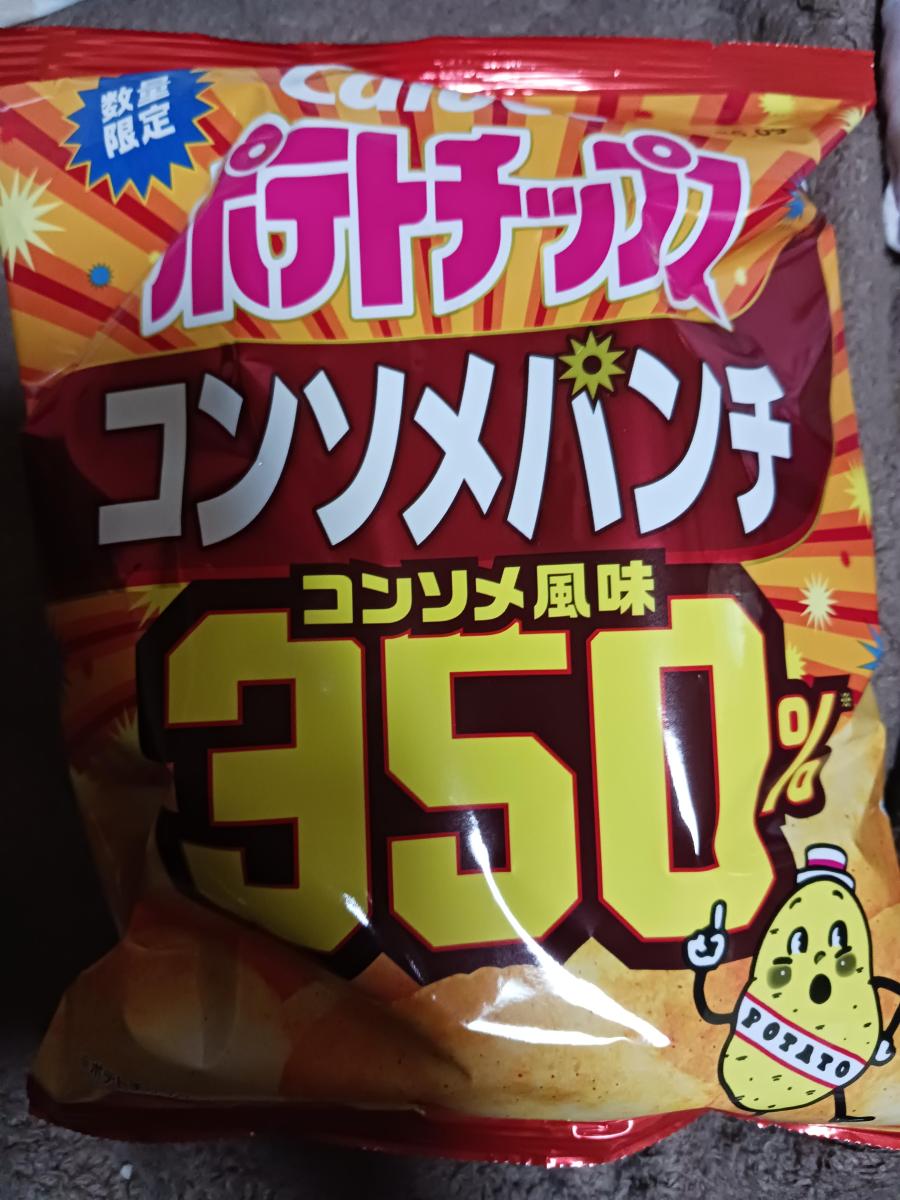 数量
限定
Calbee
ポテトチップス
コンソメパンチ
コンソメ風味
350%※
POTATO